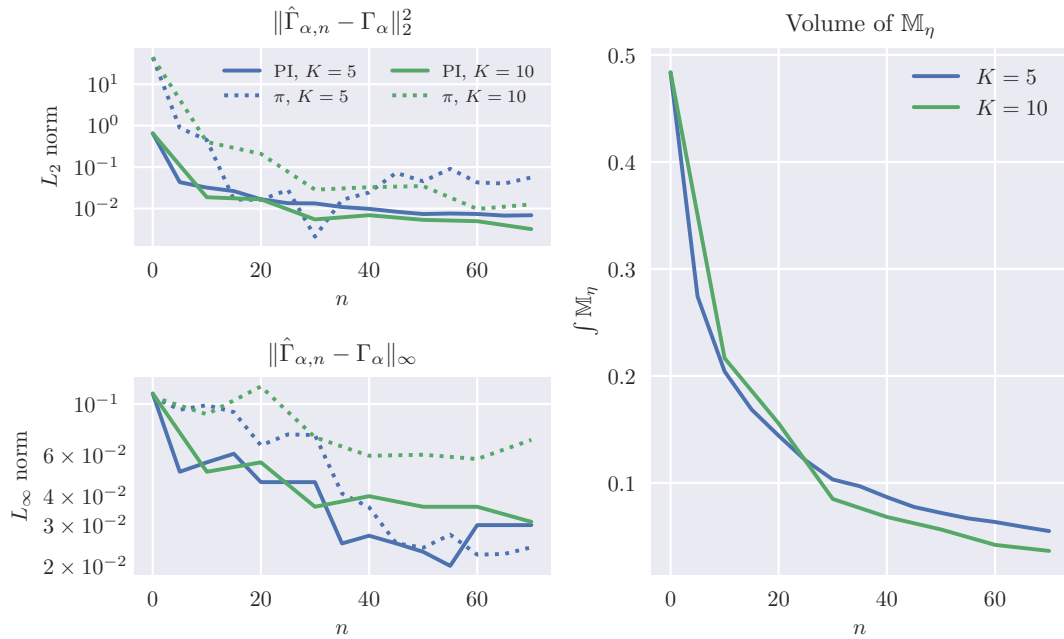 ‖Γ̂α,n − Γα‖₂²
10¹
10⁰
10⁻¹
10⁻²
L₂ norm
PI, K = 5
π, K = 5
PI, K = 10
π, K = 10
0 20 40 60
n
‖Γ̂α,n − Γα‖∞
10⁻¹
6 × 10⁻²
4 × 10⁻²
3 × 10⁻²
2 × 10⁻²
L∞ norm
0 20 40 60
n
Volume of 𝕄η
0.5
0.4
0.3
0.2
0.1
∫ 𝕄η
K = 5
K = 10
0 20 40 60
n